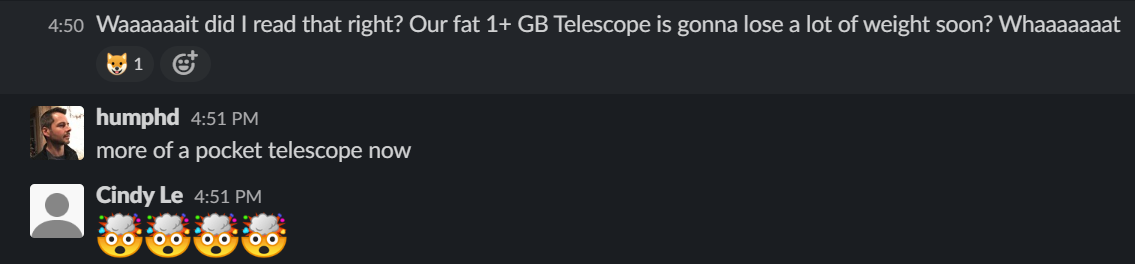 4:50 Waaaaaait did I read that right? Our fat 1+ GB Telescope is gonna lose a lot of weight soon? Whaaaaaaat
1
humphd 4:51 PM
more of a pocket telescope now
Cindy Le 4:51 PM